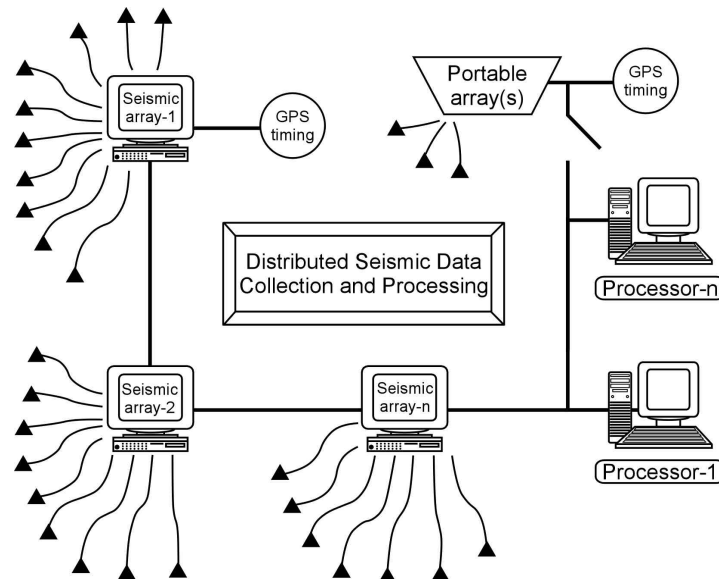 Seismic
array-1
GPS
timing
Portable
array(s)
GPS
timing
Distributed Seismic Data
Collection and Processing
Processor-n
Seismic
array-2
Seismic
array-n
Processor-1